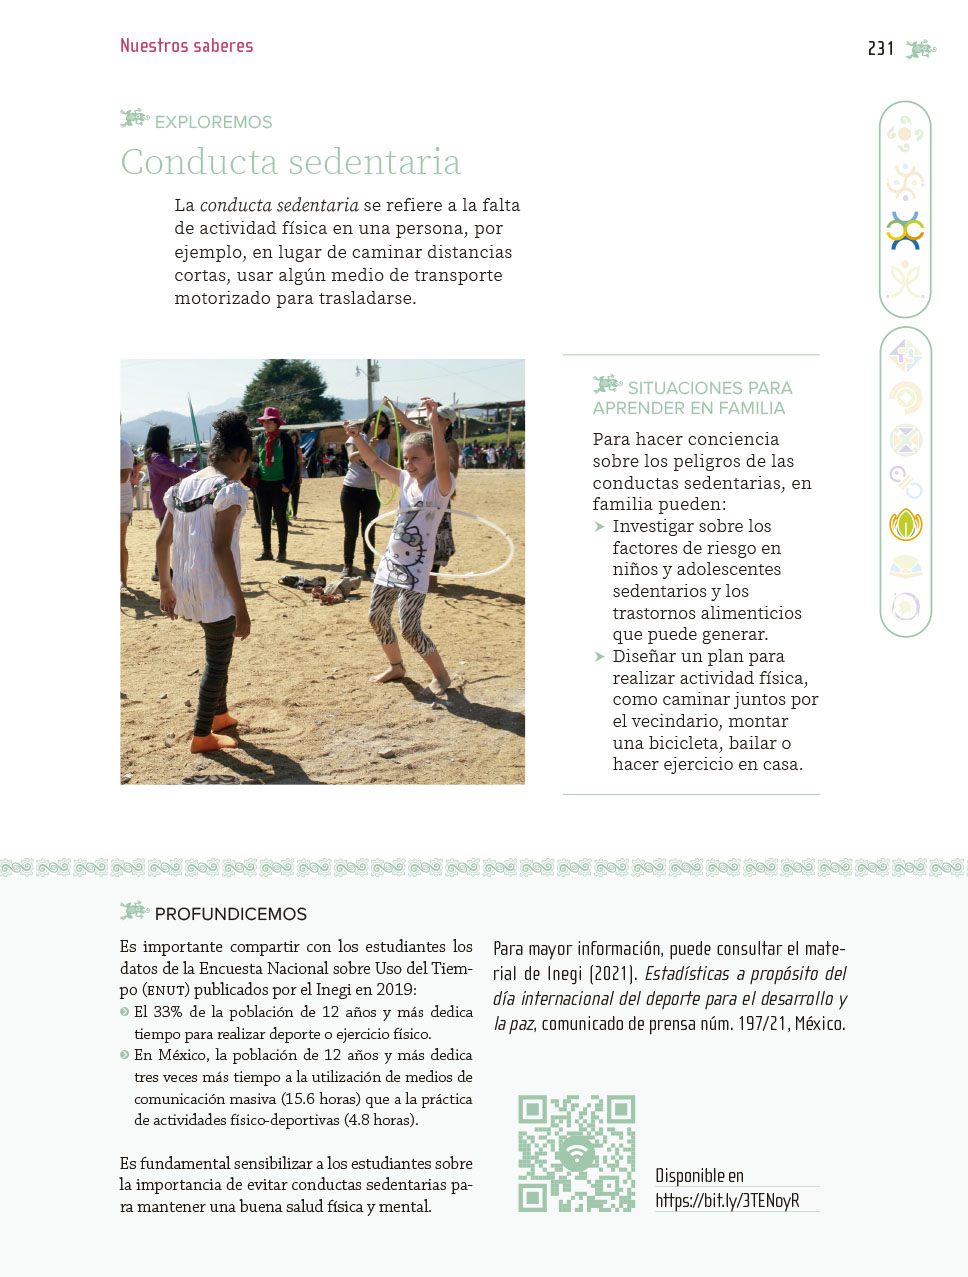 Nuestros saberes
231
EXPLOREMOS
Conducta sedentaria
La conducta sedentaria se refiere a la falta
de actividad física en una persona, por
ejemplo, en lugar de caminar distancias
cortas, usar algún medio de transporte
motorizado para trasladarse.
SITUACIONES PARA
APRENDER EN FAMILIA
Para hacer conciencia
sobre los peligros de las
conductas sedentarias, en
familia pueden:
Investigar sobre los
factores de riesgo en
niños y adolescentes
sedentarios y los
trastornos alimenticios
que puede generar.
Diseñar un plan para
realizar actividad física,
como caminar juntos por
el vecindario, montar
una bicicleta, bailar o
hacer ejercicio en casa.
PROFUNDICEMOS
Es importante compartir con los estudiantes los
datos de la Encuesta Nacional sobre Uso del Tiem-
po (ENUT) publicados por el Inegi en 2019:
El 33% de la población de 12 años y más dedica
tiempo para realizar deporte o ejercicio físico.
En México, la población de 12 años y más dedica
tres veces más tiempo a la utilización de medios de
comunicación masiva (15.6 horas) que a la práctica
de actividades físico-deportivas (4.8 horas).
Es fundamental sensibilizar a los estudiantes sobre
la importancia de evitar conductas sedentarias pa-
ra mantener una buena salud física y mental.
Para mayor información, puede consultar el mate-
rial de Inegi (2021). Estadísticas a propósito del
día internacional del deporte para el desarrollo y
la paz, comunicado de prensa núm. 197/21, México.
Disponible en
https://bit.ly/3TENoyR